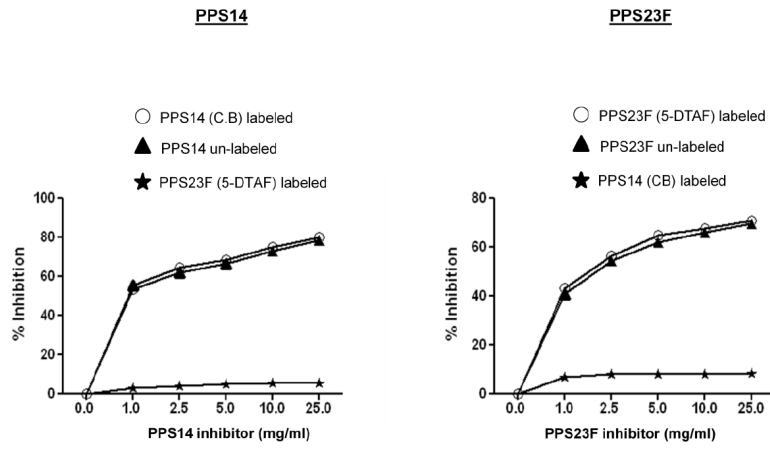 PPS14
PPS14 (C.B) labeled
PPS14 un-labeled
PPS23F (5-DTAF) labeled
% Inhibition
100
80
60
40
20
0
0.0 1.0 2.5 5.0 10.0 25.0
PPS14 inhibitor (mg/ml)
PPS23F
PPS23F (5-DTAF) labeled
PPS23F un-labeled
PPS14 (CB) labeled
% Inhibition
80
60
40
20
0
0.0 1.0 2.5 5.0 10.0 25.0
PPS23F inhibitor (mg/ml)